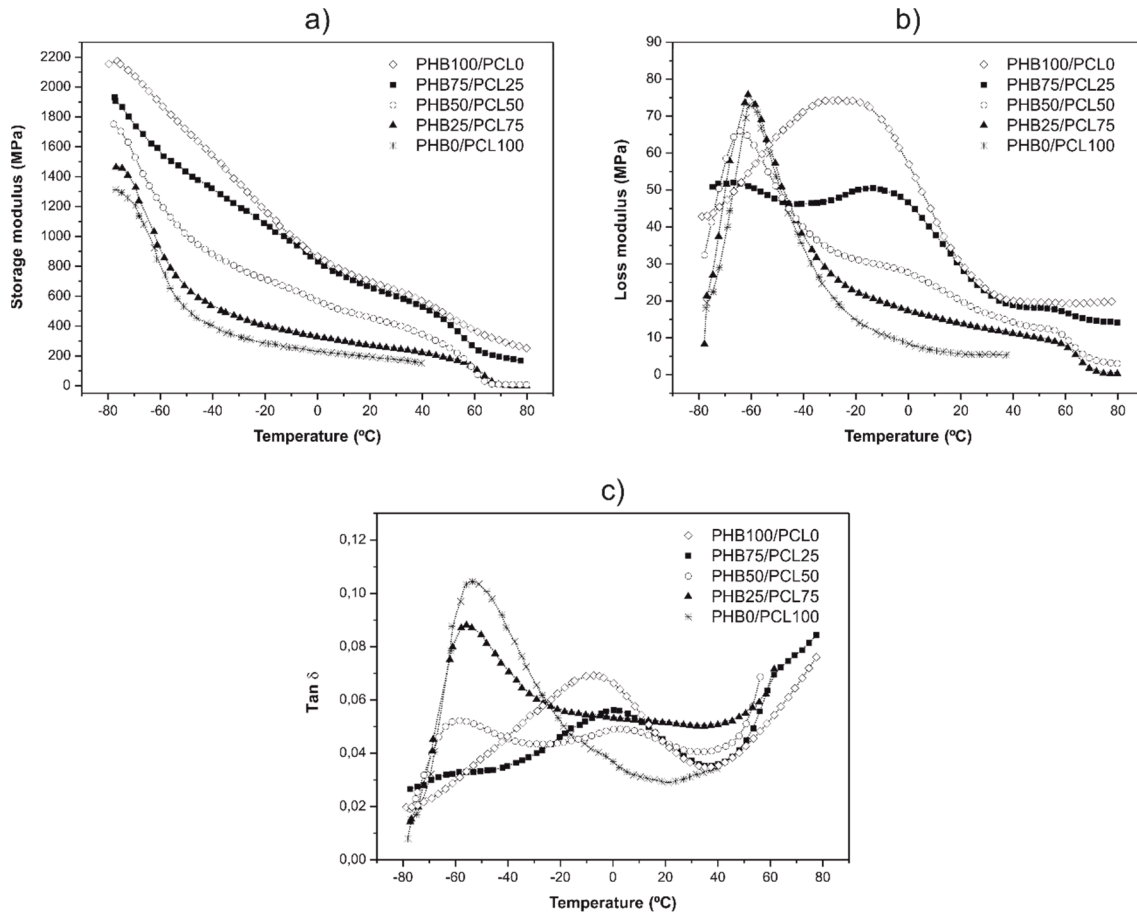 a)
Storage modulus (MPa)
2200
2000
1800
1600
1400
1200
1000
800
600
400
200
0
PHB100/PCL0
PHB75/PCL25
PHB50/PCL50
PHB25/PCL75
PHB0/PCL100
-80 -60 -40 -20 0 20 40 60 80
Temperature (ºC)
b)
Loss modulus (MPa)
90
80
70
60
50
40
30
20
10
0
PHB100/PCL0
PHB75/PCL25
PHB50/PCL50
PHB25/PCL75
PHB0/PCL100
-80 -60 -40 -20 0 20 40 60 80
Temperature (ºC)
c)
Tan δ
0,12
0,10
0,08
0,06
0,04
0,02
0,00
PHB100/PCL0
PHB75/PCL25
PHB50/PCL50
PHB25/PCL75
PHB0/PCL100
-80 -60 -40 -20 0 20 40 60 80
Temperature (ºC)